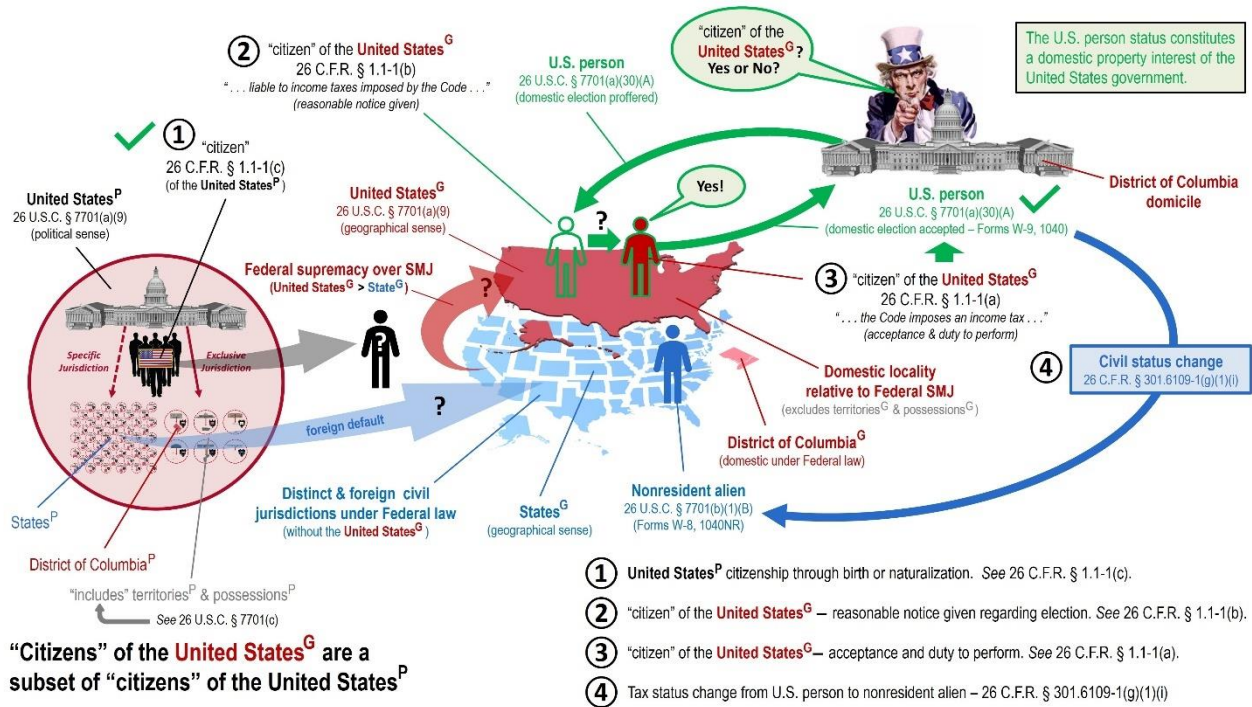 ② “citizen” of the United Statesᴳ
26 C.F.R. § 1.1-1(b)
“. . . liable to income taxes imposed by the Code . . .”
(reasonable notice given)
U.S. person
26 U.S.C. § 7701(a)(30)(A)
(domestic election proffered)
“citizen” of the
United Statesᴳ?
Yes or No?
The U.S. person status constitutes
a domestic property interest of the
United States government.
①
“citizen”
26 C.F.R. § 1.1-1(c)
(of the United Statesᴾ)
United Statesᴾ
26 U.S.C. § 7701(a)(9)
(political sense)
United Statesᴳ
26 U.S.C. § 7701(a)(9)
(geographical sense)
Yes!
?
District of Columbia
domicile
U.S. person
26 U.S.C. § 7701(a)(30)(A)
(domestic election accepted – Forms W-9, 1040)
Federal supremacy over SMJ
(United Statesᴳ > Stateᴳ)
?
?
③ “citizen” of the United Statesᴳ
26 C.F.R. § 1.1-1(a)
“. . . the Code imposes an income tax . . .”
(acceptance & duty to perform)
Specific
Jurisdiction
Exclusive
Jurisdiction
④ Civil status change
26 C.F.R. § 301.6109-1(g)(1)(i)
Domestic locality
relative to Federal SMJ
(excludes territoriesᴳ & possessionsᴳ)
foreign default
?
District of Columbiaᴳ
(domestic under Federal law)
Distinct & foreign civil
jurisdictions under Federal law
(without the United Statesᴳ)
Statesᴳ
(geographical sense)
Nonresident alien
26 U.S.C. § 7701(b)(1)(B)
(Forms W-8, 1040NR)
Statesᴾ
District of Columbiaᴾ
“includes” territoriesᴾ & possessionsᴾ
See 26 U.S.C. § 7701(c)
“Citizens” of the United Statesᴳ are a
subset of “citizens” of the United Statesᴾ
① United Statesᴾ citizenship through birth or naturalization. See 26 C.F.R. § 1.1-1(c).
② “citizen” of the United Statesᴳ – reasonable notice given regarding election. See 26 C.F.R. § 1.1-1(b).
③ “citizen” of the United Statesᴳ – acceptance and duty to perform. See 26 C.F.R. § 1.1-1(a).
④ Tax status change from U.S. person to nonresident alien – 26 C.F.R. § 301.6109-1(g)(1)(i)